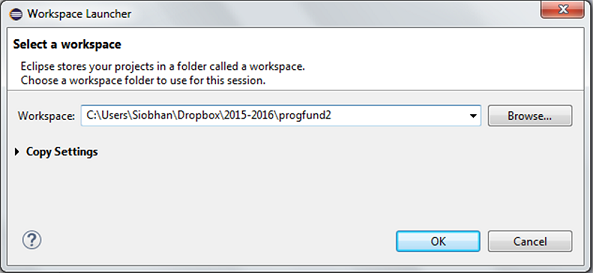 Workspace Launcher
Select a workspace
Eclipse stores your projects in a folder called a workspace.
Choose a workspace folder to use for this session.
Workspace: C:\Users\Siobhan\Dropbox\2015-2016\progfund2 Browse...
Copy Settings
? OK Cancel